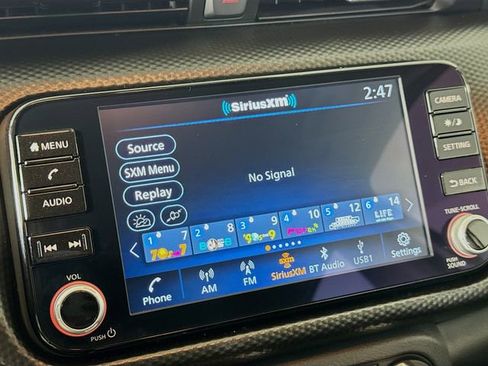 SiriusXM
2:47
CAMERA
MENU
Source
SETTING
SXM Menu
No Signal
AUDIO
Replay
BACK
TUNE•SCROLL
1 7 2 8 3 9 4 10 5 12 6 14
LIFE
VOL
Phone AM FM SiriusXM BT Audio USB1 Settings
PUSH
SOUND
PUSH